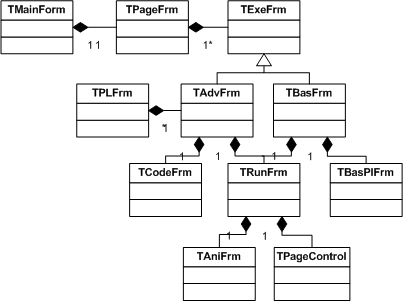 TMainForm TPageFrm TExeFrm
1 1 1*
TPLFrm TAdvFrm TBasFrm
*1
1 1 1
TCodeFrm TRunFrm TBasPlFrm
1 1
TAniFrm TPageControl